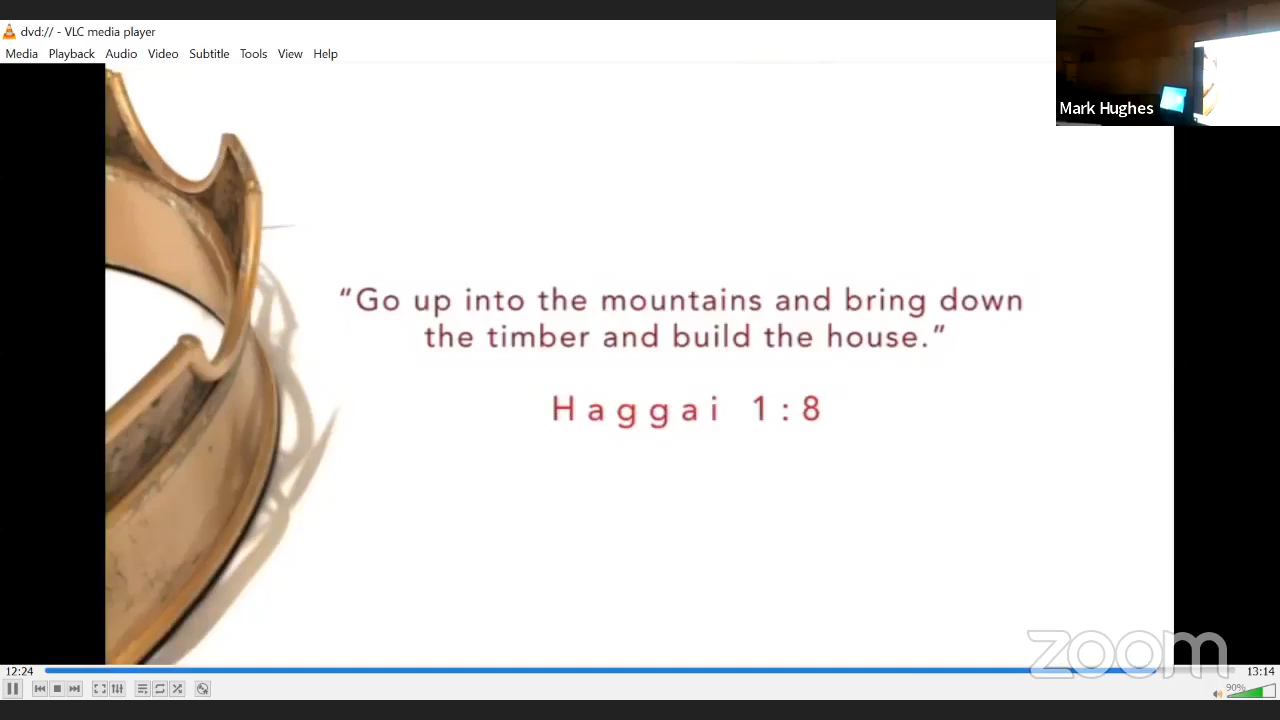 dvd:// - VLC media player
Media Playback Audio Video Subtitle Tools View Help
Mark Hughes
“Go up into the mountains and bring down
the timber and build the house.”
Haggai 1:8
zoom
12:24
13:14
90%